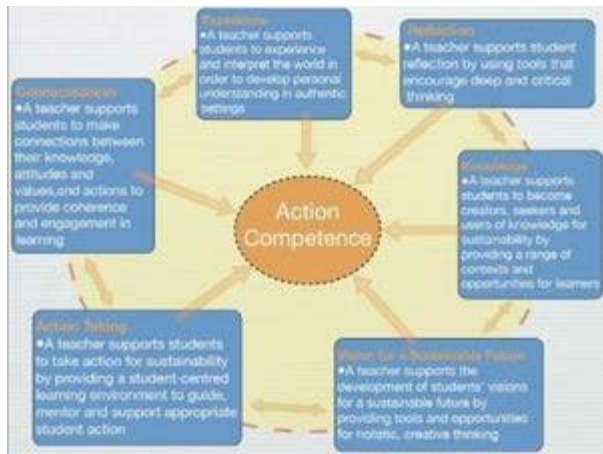 Experience
•A teacher supports
students to experience
and interpret the world in
order to develop personal
understanding in authentic
settings
Reflection
•A teacher supports student
reflection by using tools that
encourage deep and critical
thinking
Connectedness
•A teacher supports
students to make
connections between
their knowledge,
attitudes and
values,and actions to
provide coherence
and engagement in
learning
Knowledge
•A teacher supports
students to become
creators, seekers and
users of knowledge for
sustainability by
providing a range of
contexts and
opportunities for learners
Action
Competence
Action Taking
•A teacher supports students
to take action for sustainability
by providing a student-centred
learning environment to guide,
mentor and support appropriate
student action
Vision for a Sustainable Future
•A teacher supports the
development of students' visions
for a sustainable future by
providing tools and opportunities
for holistic, creative thinking